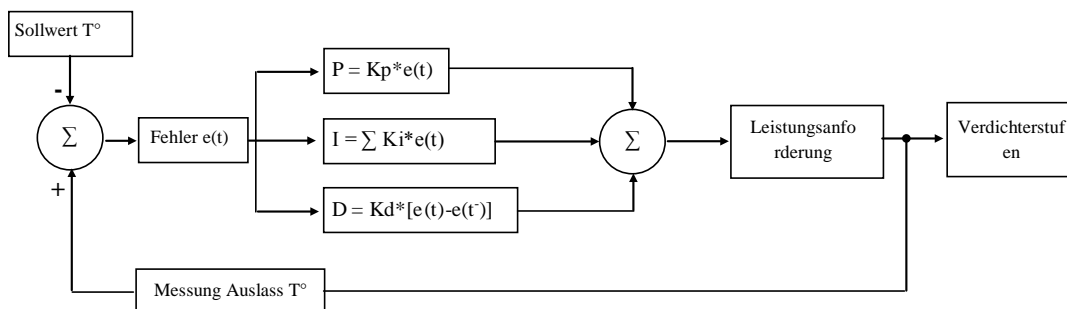 Sollwert T°
-
∑
+
Fehler e(t)
P = Kp*e(t)
I = ∑ Ki*e(t)
D = Kd*[e(t)-e(t⁻)]
∑
Leistungsanfo
rderung
Verdichterstuf
en
Messung Auslass T°